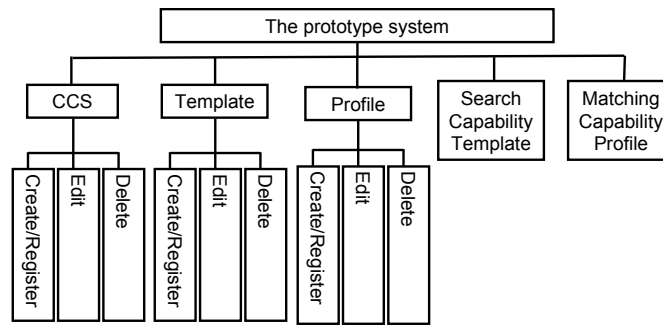 The prototype system
CCS
Template
Profile
Search
Capability
Template
Matching
Capability
Profile
Create/Register
Edit
Delete
Create/Register
Edit
Delete
Create/Register
Edit
Delete